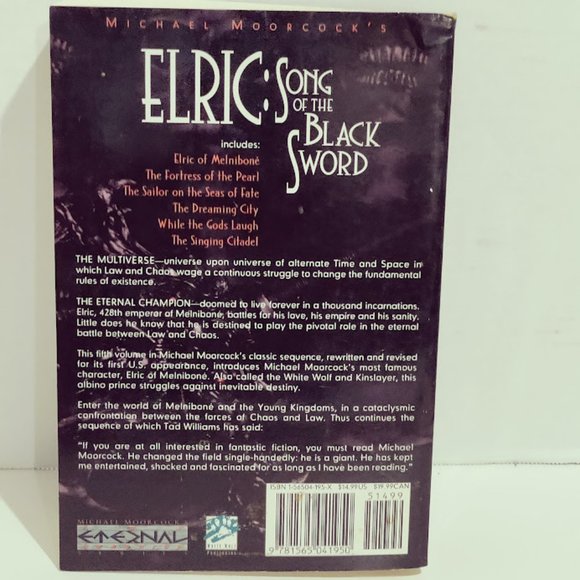 MICHAEL MOORCOCK'S
ELRIC: SONG
OF THE
BLACK
SWORD
includes:
Elric of Melniboné
The Fortress of the Pearl
The Sailor on the Seas of Fate
The Dreaming City
While the Gods Laugh
The Singing Citadel
THE MULTIVERSE—universe upon universe of alternate Time and Space in
which Law and Chaos wage a continuous struggle to change the fundamental
rules of existence.
THE ETERNAL CHAMPION—doomed to live forever in a thousand incarnations.
Elric, 428th emperor of Melniboné, battles for his love, his empire and his sanity.
Little does he know that he is destined to play the pivotal role in the eternal
battle between Law and Chaos.
This fifth volume in Michael Moorcock's classic sequence, rewritten and revised
for its first U.S. appearance, introduces Michael Moorcock's most famous
character, Elric of Melniboné. Also called the White Wolf and Kinslayer, this
albino prince struggles against inevitable destiny.
Enter the world of Melniboné and the Young Kingdoms, in a cataclysmic
confrontation between the forces of Chaos and Law. Thus continues the
sequence of which Tad Williams has said:
"If you are at all interested in fantastic fiction, you must read Michael
Moorcock. He changed the field single-handedly: he is a giant. He has kept
me entertained, shocked and fascinated for as long as I have been reading."
ISBN 1-56504-195-X $14.99US $19.99CAN
51499
9 781565 041950
MICHAEL MOORCOCK'S
ETERNAL
White Wolf
Publishing